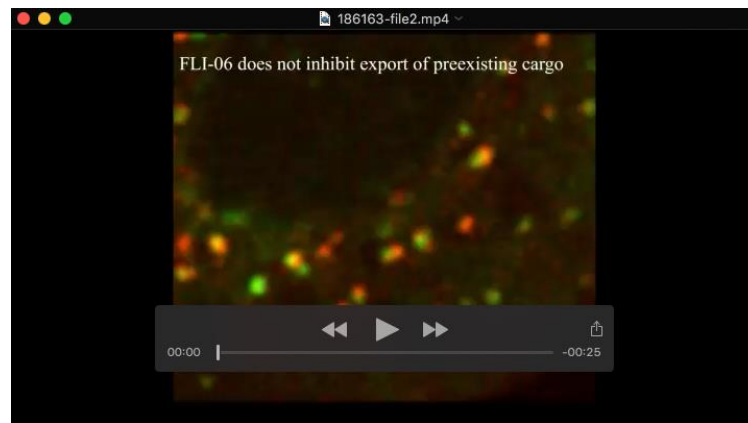 186163-file2.mp4
FLI-06 does not inhibit export of preexisting cargo
00:00
-00:25